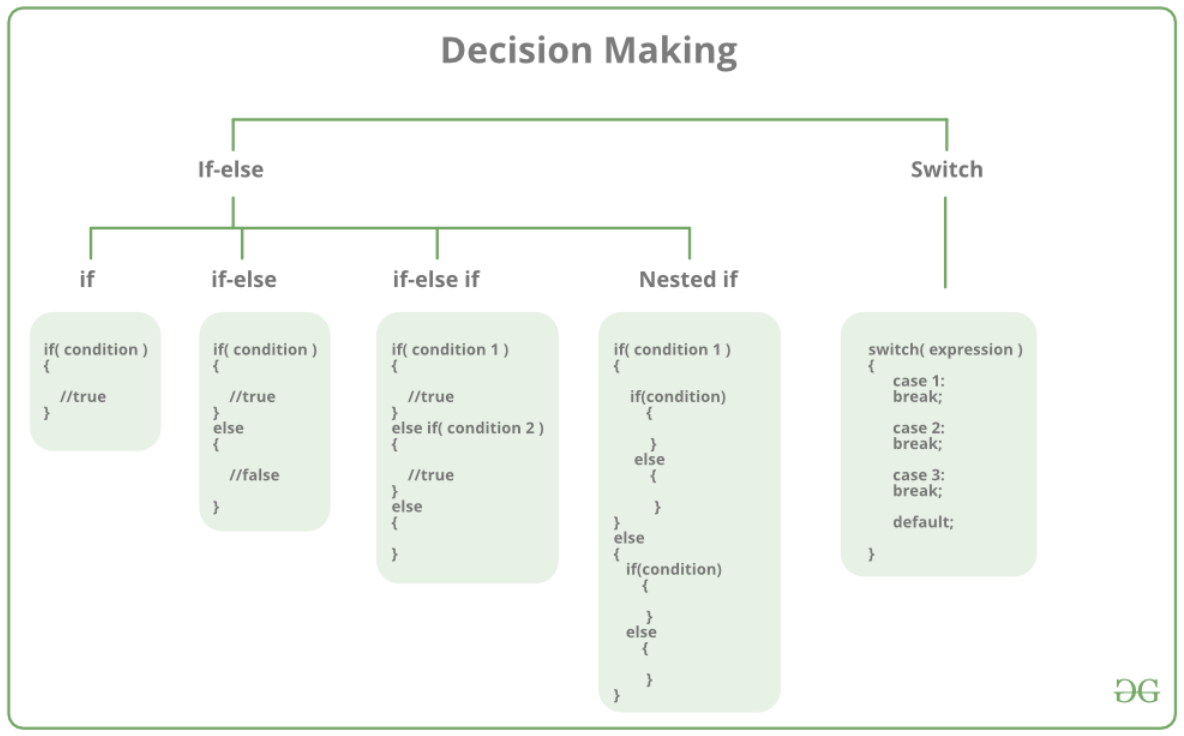 Decision Making
If-else
Switch
if
if-else
if-else if
Nested if
if( condition )
{
//true
}
if( condition )
{
//true
}
else
{
//false
}
if( condition 1 )
{
//true
}
else if( condition 2 )
{
//true
}
else
{
}
if( condition 1 )
{
if(condition)
{
}
else
{
}
}
else
{
if(condition)
{
}
else
{
}
}
switch( expression )
{
case 1:
break;
case 2:
break;
case 3:
break;
default;
}